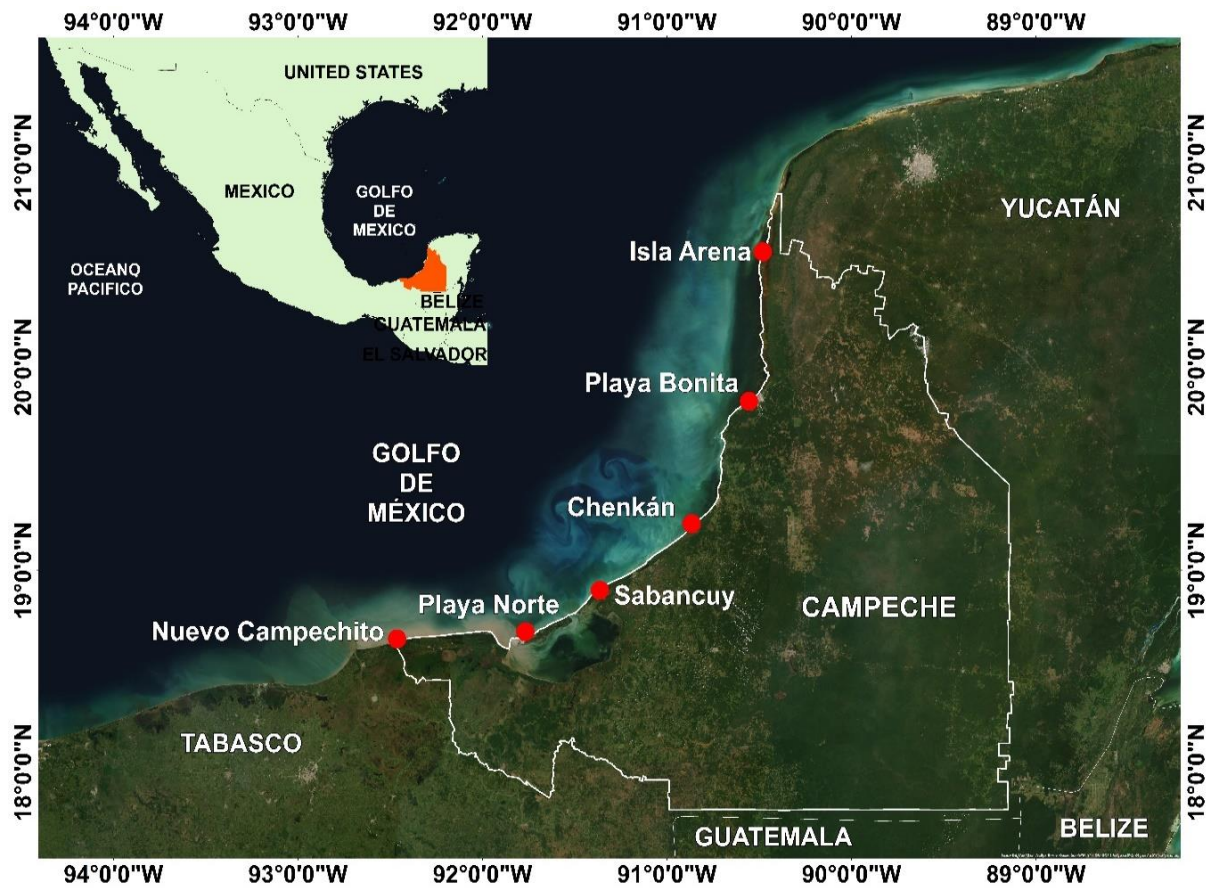 94°0'0"W 93°0'0"W 92°0'0"W 91°0'0"W 90°0'0"W 89°0'0"W
UNITED STATES
MEXICO
GOLFO
DE
MEXICO
OCEANO
PACIFICO
BELIZE
GUATEMALA
EL SALVADOR
21°0'0"N
21°0'0"N
YUCATÁN
Isla Arena
20°0'0"N
20°0'0"N
Playa Bonita
GOLFO
DE
MÉXICO
Chenkán
19°0'0"N
19°0'0"N
Sabancuy
CAMPECHE
Playa Norte
Nuevo Campechito
TABASCO
18°0'0"N
18°0'0"N
GUATEMALA
BELIZE
94°0'0"W 93°0'0"W 92°0'0"W 91°0'0"W 90°0'0"W 89°0'0"W